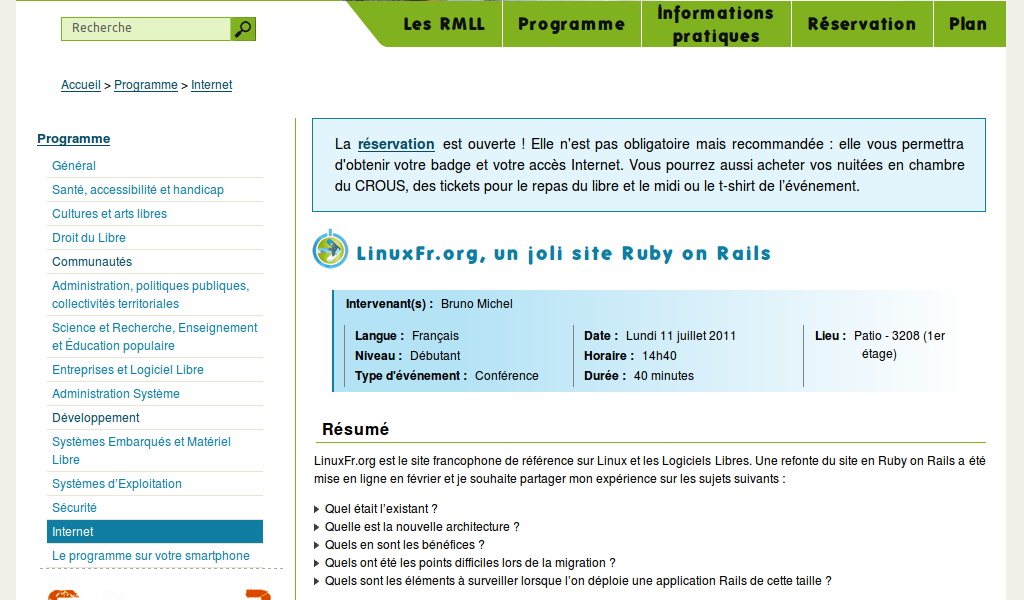 Recherche
Les RMLL
Programme
Informations
pratiques
Réservation
Plan
Accueil > Programme > Internet
Programme
Général
Santé, accessibilité et handicap
Cultures et arts libres
Droit du Libre
Communautés
Administration, politiques publiques,
collectivités territoriales
Science et Recherche, Enseignement
et Éducation populaire
Entreprises et Logiciel Libre
Administration Système
Développement
Systèmes Embarqués et Matériel
Libre
Systèmes d'Exploitation
Sécurité
Internet
Le programme sur votre smartphone
La réservation est ouverte ! Elle n'est pas obligatoire mais recommandée : elle vous permettra
d'obtenir votre badge et votre accès Internet. Vous pourrez aussi acheter vos nuitées en chambre
du CROUS, des tickets pour le repas du libre et le midi ou le t-shirt de l'événement.
LinuxFr.org, un joli site Ruby on Rails
Intervenant(s) : Bruno Michel
Langue : Français
Niveau : Débutant
Type d'événement : Conférence
Date : Lundi 11 juillet 2011
Horaire : 14h40
Durée : 40 minutes
Lieu : Patio - 3208 (1er
étage)
Résumé
LinuxFr.org est le site francophone de référence sur Linux et les Logiciels Libres. Une refonte du site en Ruby on Rails a été
mise en ligne en février et je souhaite partager mon expérience sur les sujets suivants :
Quel était l'existant ?
Quelle est la nouvelle architecture ?
Quels en sont les bénéfices ?
Quels ont été les points difficiles lors de la migration ?
Quels sont les éléments à surveiller lorsque l'on déploie une application Rails de cette taille ?